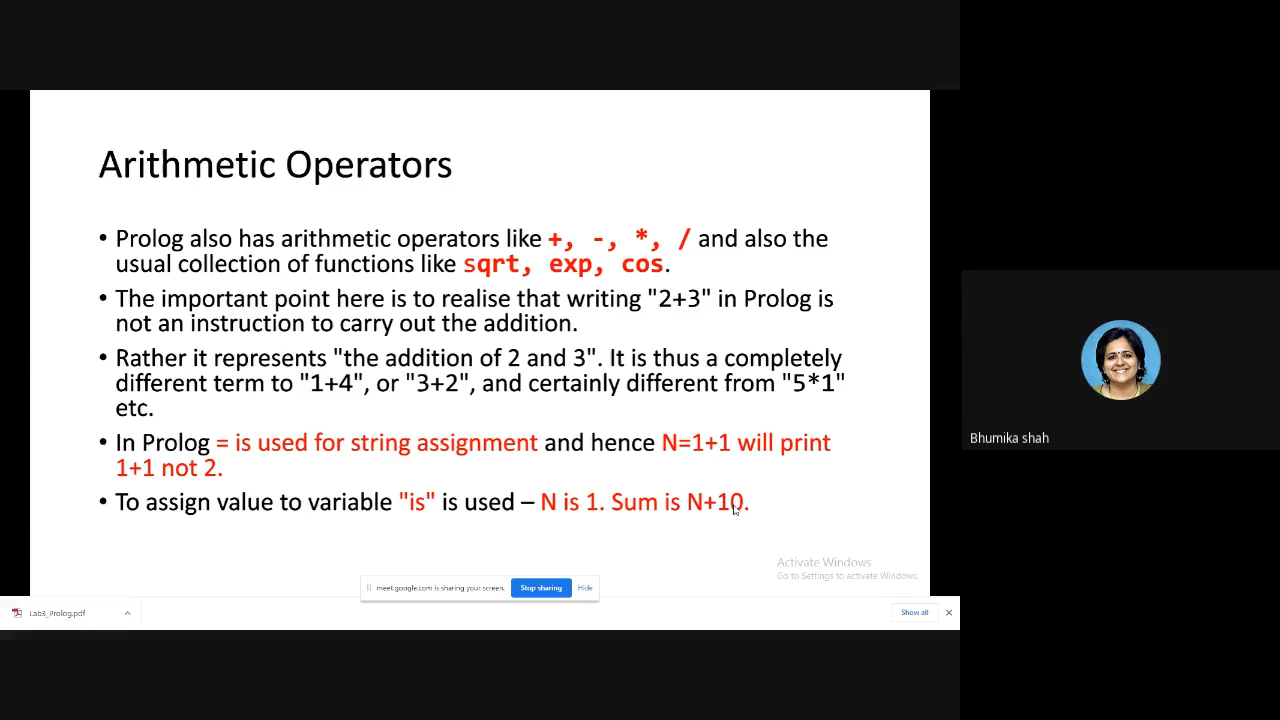 Arithmetic Operators
• Prolog also has arithmetic operators like +, -, *, / and also the
usual collection of functions like sqrt, exp, cos.
• The important point here is to realise that writing "2+3" in Prolog is
not an instruction to carry out the addition.
• Rather it represents "the addition of 2 and 3". It is thus a completely
different term to "1+4", or "3+2", and certainly different from "5*1"
etc.
• In Prolog = is used for string assignment and hence N=1+1 will print
1+1 not 2.
• To assign value to variable "is" is used – N is 1. Sum is N+10.
Bhumika shah
Activate Windows
Go to Settings to activate Windows.
meet.google.com is sharing your screen. Stop sharing Hide
Lab3_Prolog.pdf Show all